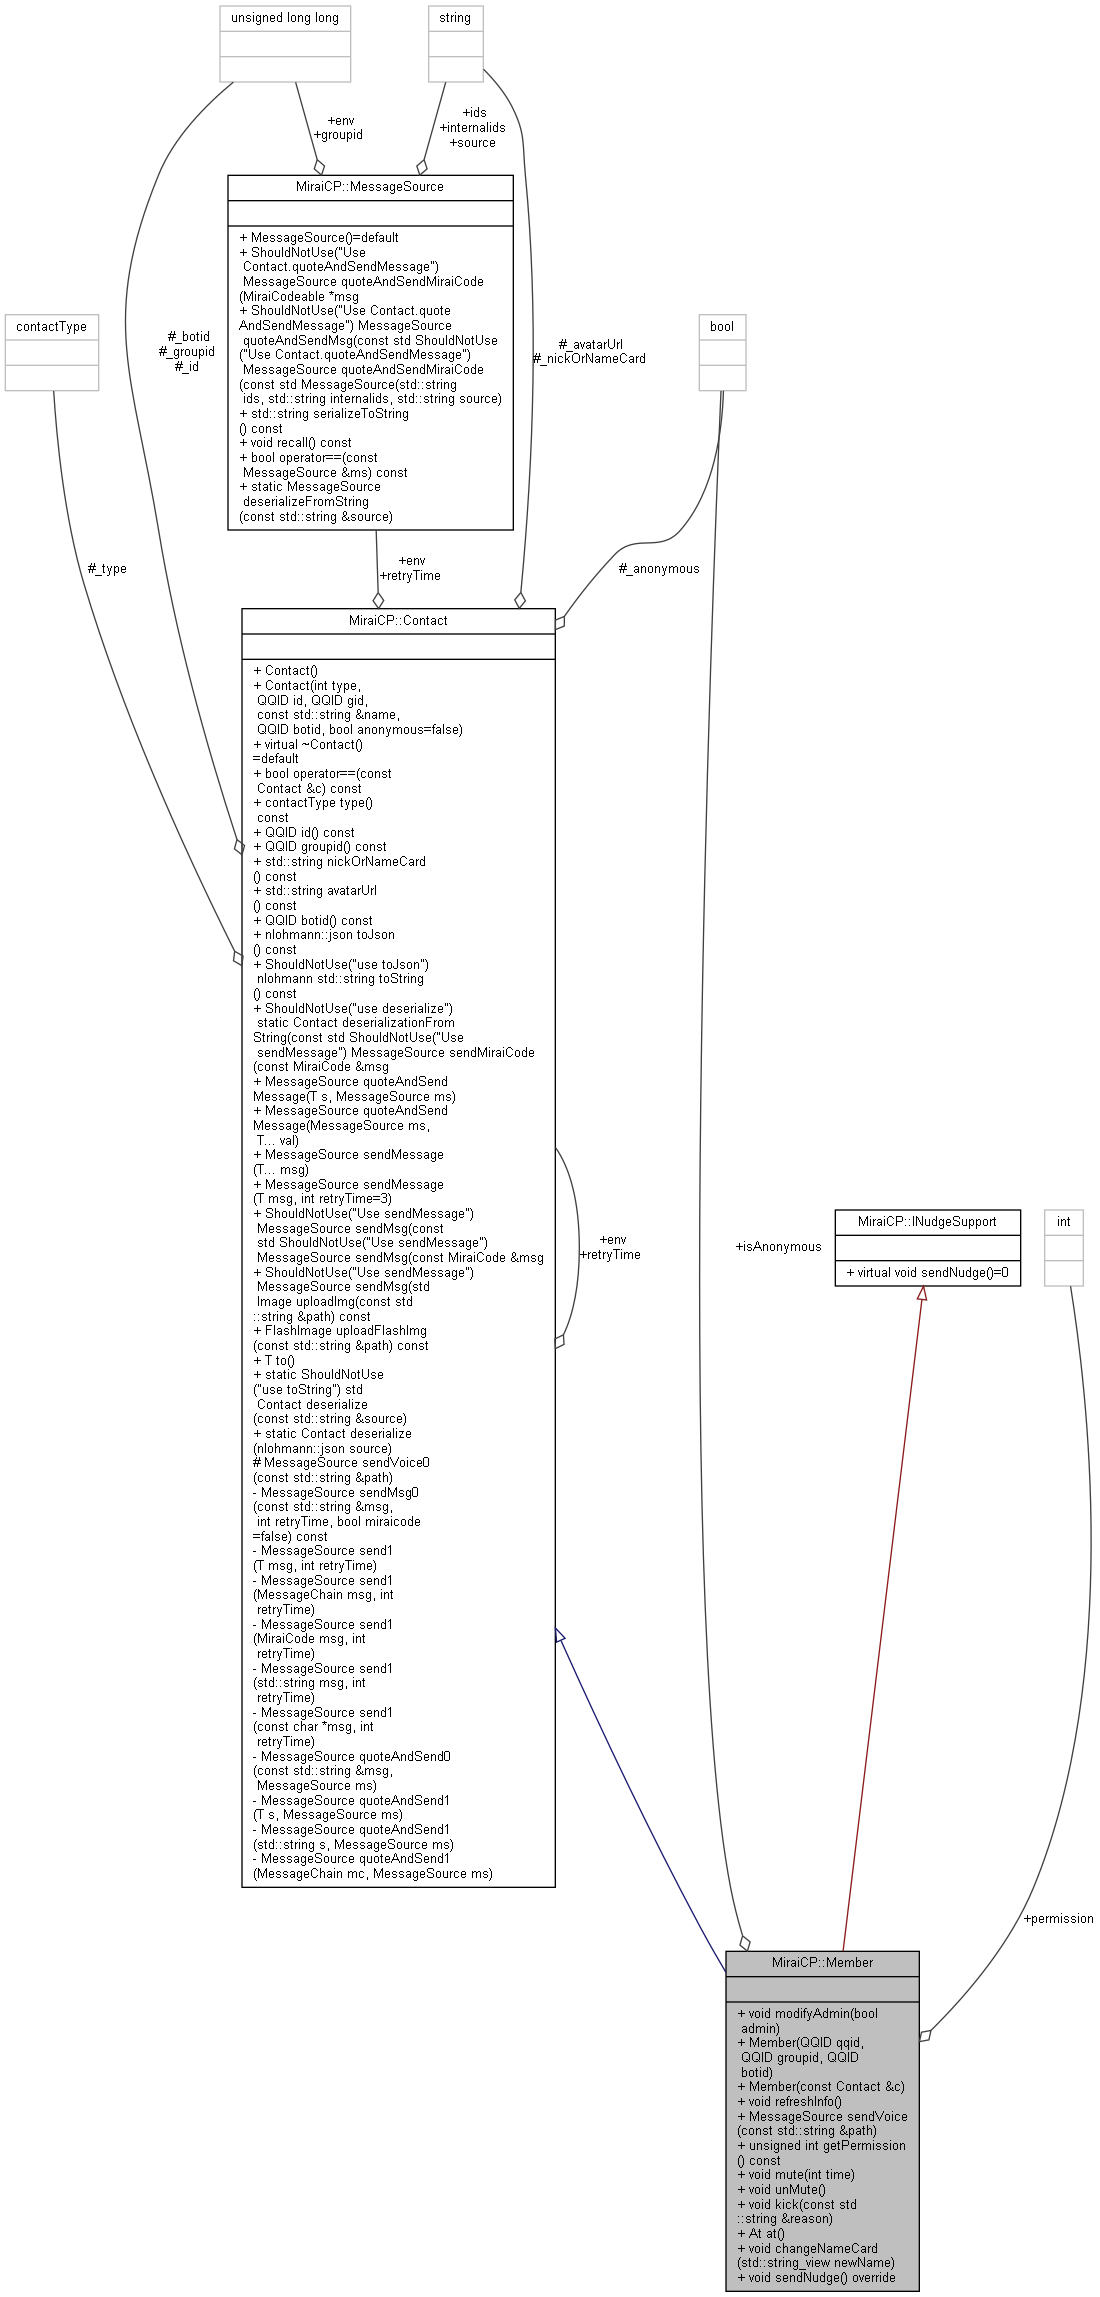 unsigned long long
string
+env
+groupid
+ids
+internalids
+source
MiraiCP::MessageSource
+ MessageSource()=default
+ ShouldNotUse("Use
Contact.quoteAndSendMessage")
MessageSource quoteAndSendMiraiCode
(MiraiCodeable *msg
+ ShouldNotUse("Use Contact.quote
AndSendMessage") MessageSource
quoteAndSendMsg(const std ShouldNotUse
("Use Contact.quoteAndSendMessage")
MessageSource quoteAndSendMiraiCode
(const std MessageSource(std::string
ids, std::string internalids, std::string source)
+ std::string serializeToString
() const
+ void recall() const
+ bool operator==(const
MessageSource &ms) const
+ static MessageSource
deserializeFromString
(const std::string &source)
contactType
#_botid
#_groupid
#_id
#_avatarUrl
#_nickOrNameCard
bool
#_type
+env
+retryTime
#_anonymous
MiraiCP::Contact
+ Contact()
+ Contact(int type,
QQID id, QQID gid,
const std::string &name,
QQID botid, bool anonymous=false)
+ virtual ~Contact()
=default
+ bool operator==(const
Contact &c) const
+ contactType type()
const
+ QQID id() const
+ QQID groupid() const
+ std::string nickOrNameCard
() const
+ std::string avatarUrl
() const
+ QQID botid() const
+ nlohmann::json toJson
() const
+ ShouldNotUse("use toJson")
nlohmann std::string toString
() const
+ ShouldNotUse("use deserialize")
static Contact deserializationFrom
String(const std ShouldNotUse("Use
sendMessage") MessageSource sendMiraiCode
(const MiraiCode &msg
+ MessageSource quoteAndSend
Message(T s, MessageSource ms)
+ MessageSource quoteAndSend
Message(MessageSource ms,
T... val)
+ MessageSource sendMessage
(T... msg)
+ MessageSource sendMessage
(T msg, int retryTime=3)
+ ShouldNotUse("Use sendMessage")
MessageSource sendMsg(const
std ShouldNotUse("Use sendMessage")
MessageSource sendMsg(const MiraiCode &msg
+ ShouldNotUse("Use sendMessage")
MessageSource sendMsg(std
Image uploadImg(const std
::string &path) const
+ FlashImage uploadFlashImg
(const std::string &path) const
+ T to()
+ static ShouldNotUse
("use toString") std
Contact deserialize
(const std::string &source)
+ static Contact deserialize
(nlohmann::json source)
# MessageSource sendVoice0
(const std::string &path)
- MessageSource sendMsg0
(const std::string &msg,
int retryTime, bool miraicode
=false) const
- MessageSource send1
(T msg, int retryTime)
- MessageSource send1
(MessageChain msg, int
retryTime)
- MessageSource send1
(MiraiCode msg, int
retryTime)
- MessageSource send1
(std::string msg, int
retryTime)
- MessageSource send1
(const char *msg, int
retryTime)
- MessageSource quoteAndSend0
(const std::string &msg,
MessageSource ms)
- MessageSource quoteAndSend1
(T s, MessageSource ms)
- MessageSource quoteAndSend1
(std::string s, MessageSource ms)
- MessageSource quoteAndSend1
(MessageChain mc, MessageSource ms)
+env
+retryTime
+isAnonymous
MiraiCP::INudgeSupport
+ virtual void sendNudge()=0
int
+permission
MiraiCP::Member
+ void modifyAdmin(bool
admin)
+ Member(QQID qqid,
QQID groupid, QQID
botid)
+ Member(const Contact &c)
+ void refreshInfo()
+ MessageSource sendVoice
(const std::string &path)
+ unsigned int getPermission
() const
+ void mute(int time)
+ void unMute()
+ void kick(const std
::string &reason)
+ At at()
+ void changeNameCard
(std::string_view newName)
+ void sendNudge() override